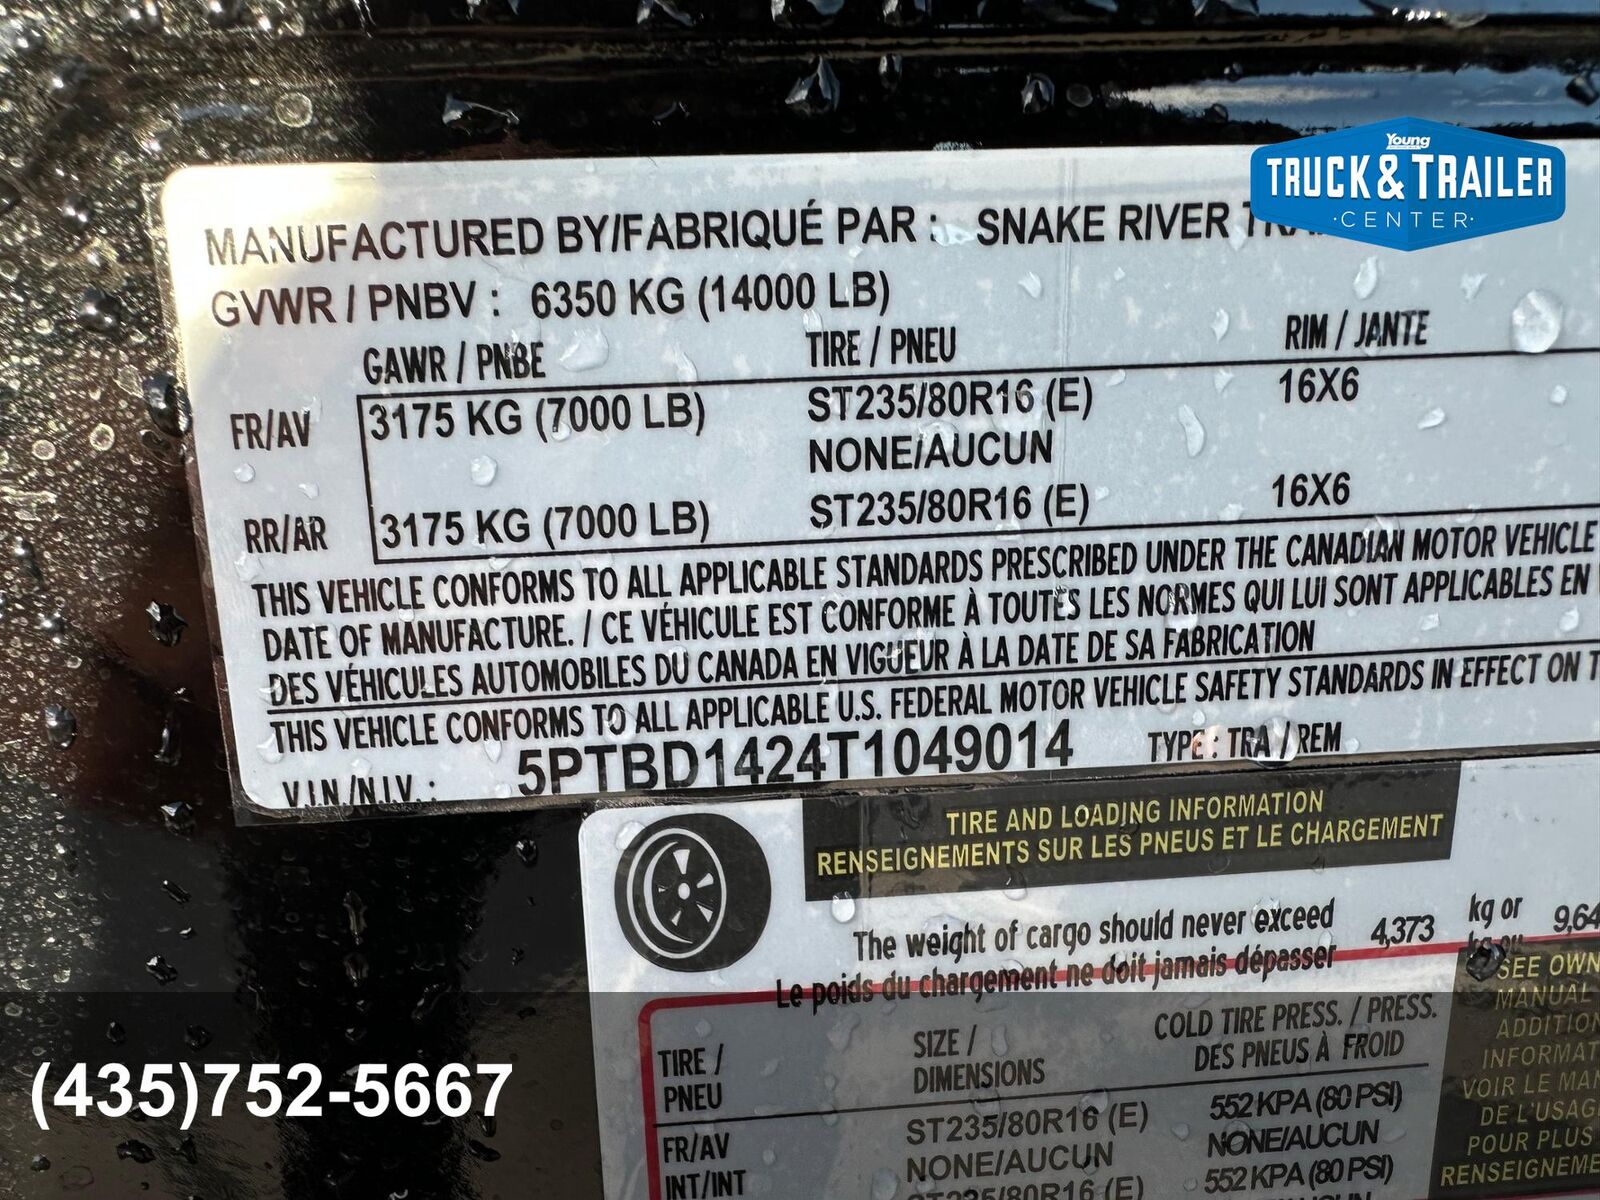 Young
TRUCK & TRAILER
·CENTER·
MANUFACTURED BY/FABRIQUÉ PAR : SNAKE RIVER
GVWR / PNBV : 6350 KG (14000 LB)
GAWR / PNBE TIRE / PNEU RIM / JANTE
FR/AV 3175 KG (7000 LB) ST235/80R16 (E) 16X6
NONE/AUCUN
RR/AR 3175 KG (7000 LB) ST235/80R16 (E) 16X6
THIS VEHICLE CONFORMS TO ALL APPLICABLE STANDARDS PRESCRIBED UNDER THE CANADIAN MOTOR VEHICLE
DATE OF MANUFACTURE. / CE VÉHICULE EST CONFORME À TOUTES LES NORMES QUI LUI SONT APPLICABLES EN
DES VÉHICULES AUTOMOBILES DU CANADA EN VIGUEUR À LA DATE DE SA FABRICATION
THIS VEHICLE CONFORMS TO ALL APPLICABLE U.S. FEDERAL MOTOR VEHICLE SAFETY STANDARDS IN EFFECT ON
V.I.N./N.I.V. : 5PTBD1424T1049014 TYPE : TRA / REM
TIRE AND LOADING INFORMATION
RENSEIGNEMENTS SUR LES PNEUS ET LE CHARGEMENT
The weight of cargo should never exceed 4,373 kg or 9,64
Le poids du chargement ne doit jamais dépasser kg ou
TIRE / PNEU
SIZE / DIMENSIONS
COLD TIRE PRESS. / PRESS. DES PNEUS À FROID
SEE OWN
MANUAL
ADDITION
INFORMAT
VOIR LE MAN
DE L'USAG
POUR PLUS
RENSEIGNEME
FR/AV ST235/80R16 (E) 552 KPA (80 PSI)
INT/INT NONE/AUCUN NONE/AUCUN
ST235/80R16 (E) 552 KPA (80 PSI)
(435)752-5667